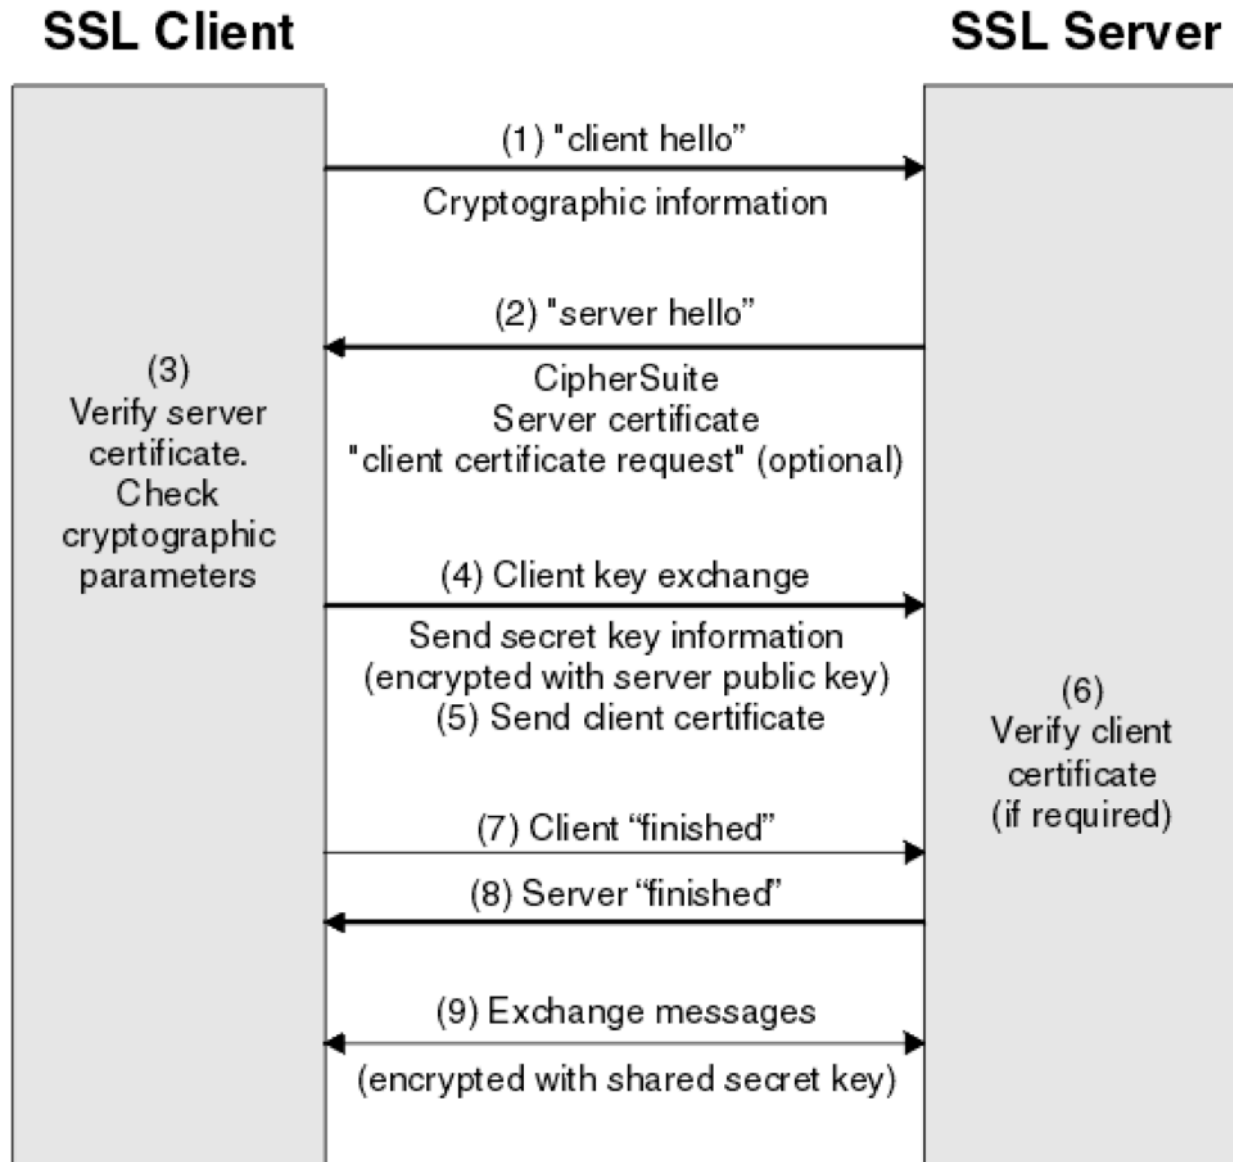 SSL Client
SSL Server
(1) "client hello”
Cryptographic information
(2) "server hello”
CipherSuite
Server certificate
"client certificate request" (optional)
(3)
Verify server
certificate.
Check
cryptographic
parameters
(4) Client key exchange
Send secret key information
(encrypted with server public key)
(5) Send client certificate
(6)
Verify client
certificate
(if required)
(7) Client “finished”
(8) Server “finished”
(9) Exchange messages
(encrypted with shared secret key)